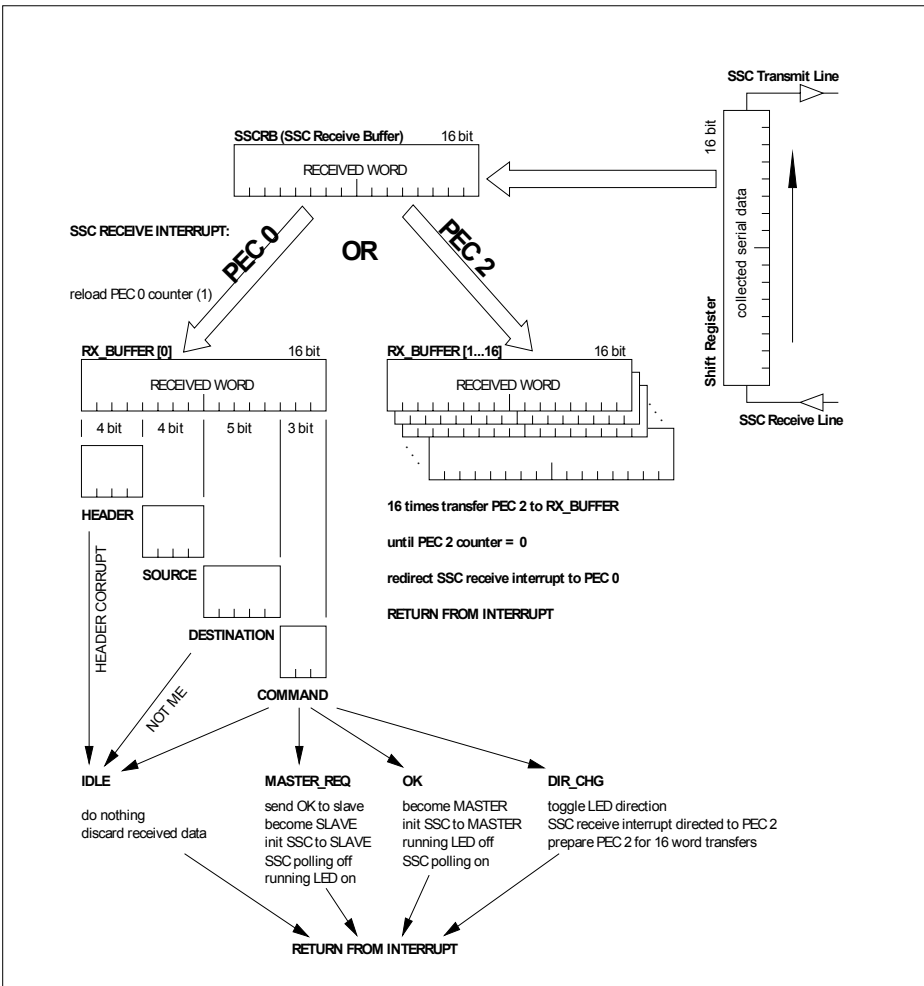 SSC Transmit Line
16 bit
collected serial data
Shift Register
SSC Receive Line
SSCRB (SSC Receive Buffer) 16 bit
RECEIVED WORD
SSC RECEIVE INTERRUPT:
PEC 0
OR
PEC 2
reload PEC 0 counter (1)
RX_BUFFER [0] 16 bit
RECEIVED WORD
4 bit 4 bit 5 bit 3 bit
RX_BUFFER [1...16] 16 bit
RECEIVED WORD
16 times transfer PEC 2 to RX_BUFFER
until PEC 2 counter = 0
redirect SSC receive interrupt to PEC 0
RETURN FROM INTERRUPT
HEADER
SOURCE
DESTINATION
COMMAND
HEADER CORRUPT
NOT ME
IDLE
do nothing
discard received data
MASTER_REQ
send OK to slave
become SLAVE
init SSC to SLAVE
SSC polling off
running LED on
OK
become MASTER
init SSC to MASTER
running LED off
SSC polling on
DIR_CHG
toggle LED direction
SSC receive interrupt directed to PEC 2
prepare PEC 2 for 16 word transfers
RETURN FROM INTERRUPT